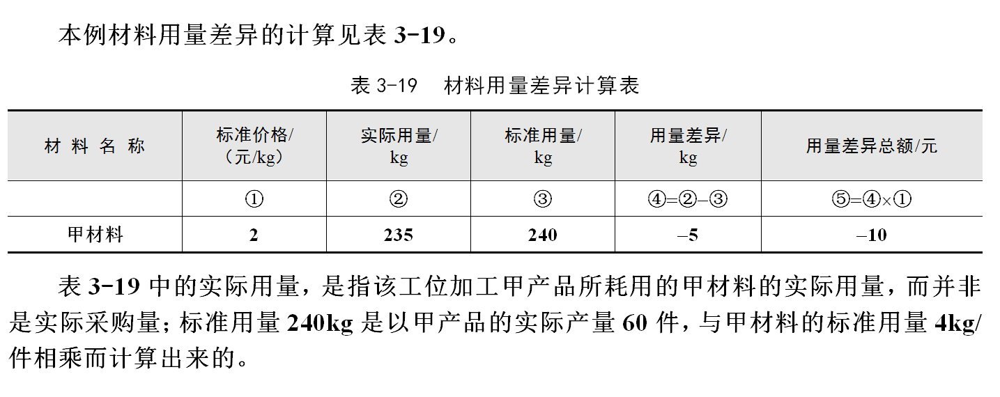 本例材料用量差异的计算见表 3-19。
表 3-19 材料用量差异计算表
材 料 名 称 标准价格/（元/kg） 实际用量/kg 标准用量/kg 用量差异/kg 用量差异总额/元
① ② ③ ④=②–③ ⑤=④×①
甲材料 2 235 240 –5 –10
表 3-19 中的实际用量，是指该工位加工甲产品所耗用的甲材料的实际用量，而并非
是实际采购量；标准用量 240kg 是以甲产品的实际产量 60 件，与甲材料的标准用量 4kg/
件相乘而计算出来的。